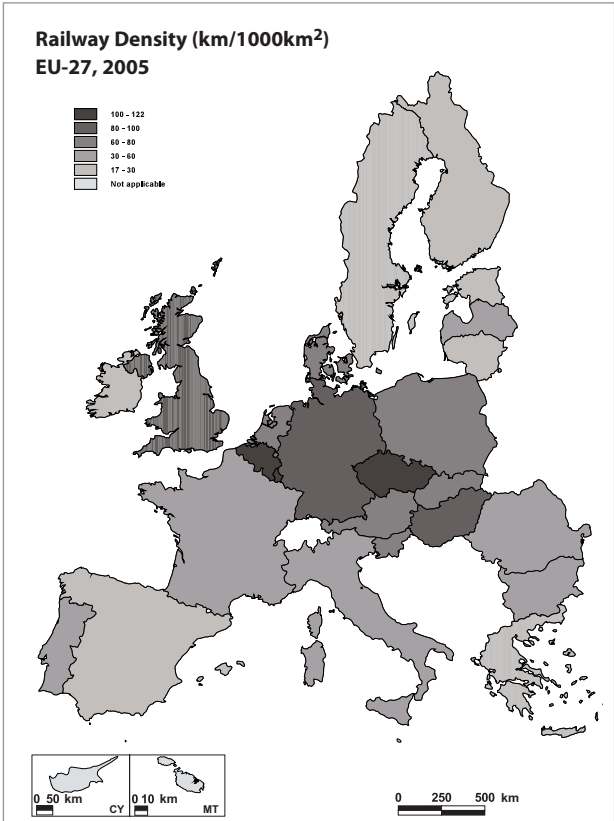 Railway Density (km/1000km²)
EU-27, 2005
100 – 122
80 – 100
60 – 80
30 – 60
17 – 30
Not applicable
0 50 km
CY
0 10 km
MT
0 250 500 km